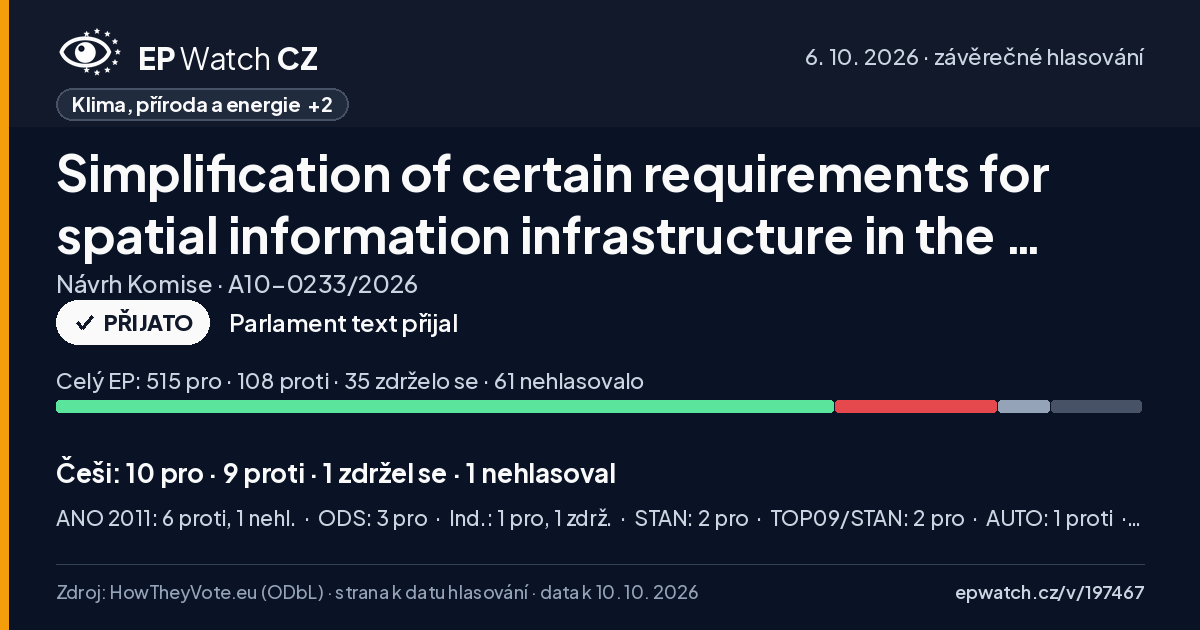 EP Watch CZ
6. 10. 2026 · závěrečné hlasování
Klima, příroda a energie +2
Simplification of certain requirements for
spatial information infrastructure in the …
Návrh Komise · A10–0233/2026
✓ PŘIJATO Parlament text přijal
Celý EP: 515 pro · 108 proti · 35 zdrželo se · 61 nehlasovalo
Češi: 10 pro · 9 proti · 1 zdržel se · 1 nehlasoval
ANO 2011: 6 proti, 1 nehl. · ODS: 3 pro · Ind.: 1 pro, 1 zdrž. · STAN: 2 pro · TOP09/STAN: 2 pro · AUTO: 1 proti ·…
Zdroj: HowTheyVote.eu (ODbL) · strana k datu hlasování · data k 10. 10. 2026
epwatch.cz/v/197467